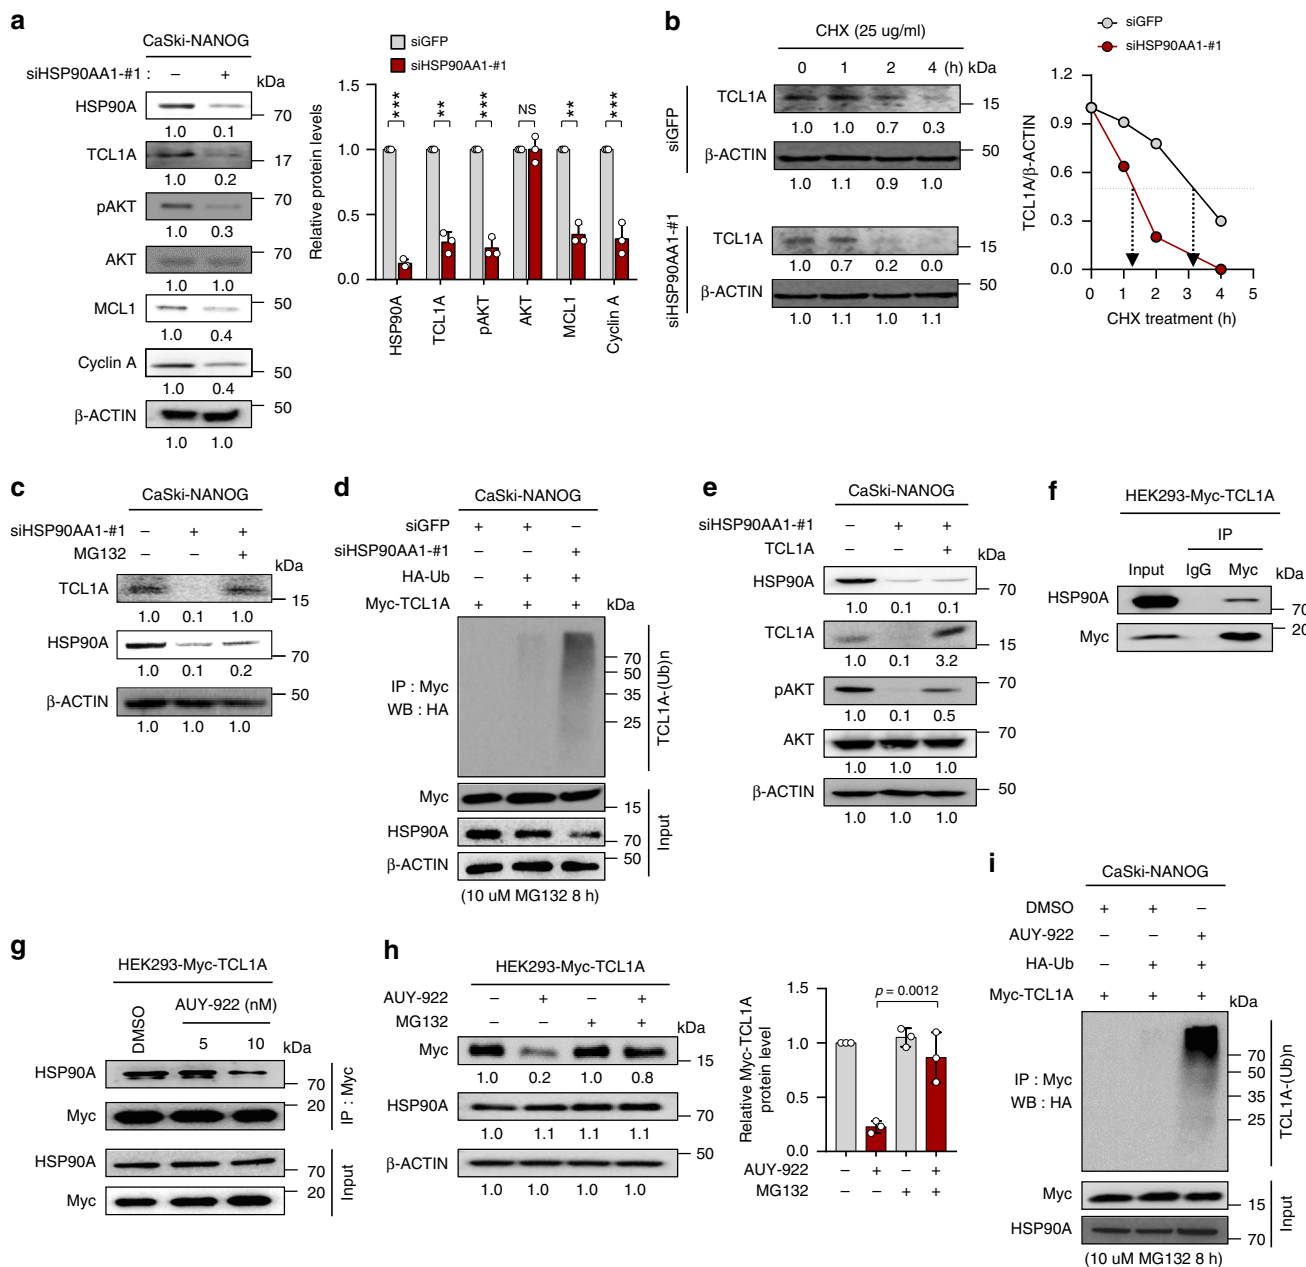 a
CaSki-NANOG
siHSP90AA1-#1 : – + kDa
HSP90A 70
1.0 0.1
TCL1A 17
1.0 0.2
pAKT 70
1.0 0.3
AKT 70
1.0 1.0
MCL1 50
1.0 0.4
Cyclin A 50
1.0 0.4
β-ACTIN 50
1.0 1.0
siGFP
siHSP90AA1-#1
Relative protein levels
1.5
1.0
0.5
0.0
*** ** *** NS ** ***
HSP90A TCL1A pAKT AKT MCL1 Cyclin A
b
CHX (25 ug/ml)
0 1 2 4 (h) kDa
siGFP
TCL1A 15
1.0 1.0 0.7 0.3
β-ACTIN 50
1.0 1.1 0.9 1.0
siHSP90AA1-#1
TCL1A 15
1.0 0.7 0.2 0.0
β-ACTIN 50
1.0 1.1 1.0 1.1
siGFP
siHSP90AA1-#1
TCL1A/β-ACTIN
1.2
0.9
0.6
0.3
0.0
0 1 2 3 4 5
CHX treatment (h)
c
CaSki-NANOG
siHSP90AA1-#1 – + +
MG132 – – +
kDa
TCL1A 15
1.0 0.1 1.0
HSP90A 70
1.0 0.1 0.2
β-ACTIN 50
1.0 1.0 1.0
d
CaSki-NANOG
siGFP + + –
siHSP90AA1-#1 – – +
HA-Ub – + +
Myc-TCL1A + + + kDa
IP : Myc
WB : HA
70
50
35
25
TCL1A-(Ub)n
Myc 15
HSP90A 70
β-ACTIN 50
Input
(10 uM MG132 8 h)
e
CaSki-NANOG
siHSP90AA1-#1 – + +
TCL1A – – + kDa
HSP90A 70
1.0 0.1 0.1
TCL1A 15
1.0 0.1 3.2
pAKT 70
1.0 0.1 0.5
AKT 70
1.0 1.0 1.0
β-ACTIN 50
1.0 1.0 1.0
f
HEK293-Myc-TCL1A
IP
Input IgG Myc kDa
HSP90A 70
Myc 20
g
HEK293-Myc-TCL1A
DMSO
AUY-922 (nM)
5 10 kDa
HSP90A 70
Myc 20
IP : Myc
HSP90A 70
Myc 20
Input
h
HEK293-Myc-TCL1A
AUY-922 – + – +
MG132 – – + + kDa
Myc 15
1.0 0.2 1.0 0.8
HSP90A 70
1.0 1.1 1.1 1.1
β-ACTIN 50
1.0 1.0 1.0 1.0
Relative Myc-TCL1A
protein level
1.5
1.0
0.5
0.0
p = 0.0012
AUY-922 – + – +
MG132 – – + +
i
CaSki-NANOG
DMSO + + –
AUY-922 – – +
HA-Ub – + +
Myc-TCL1A + + +
kDa
IP : Myc
WB : HA
70
50
35
25
TCL1A-(Ub)n
Myc 15
HSP90A 70
Input
(10 uM MG132 8 h)